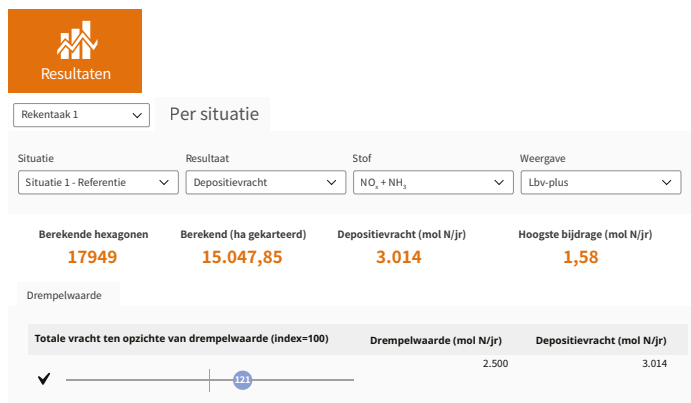 Resultaten
Rekentaak 1
Per situatie
Situatie Resultaat Stof Weergave
Situatie 1 - Referentie Depositievracht NOx + NH3 Lbv-plus
Berekende hexagonen Berekend (ha gekarteerd) Depositievracht (mol N/jr) Hoogste bijdrage (mol N/jr)
17949 15.047,85 3.014 1,58
Drempelwaarde
Totale vracht ten opzichte van drempelwaarde (index=100) Drempelwaarde (mol N/jr) Depositievracht (mol N/jr)
2.500 3.014
121